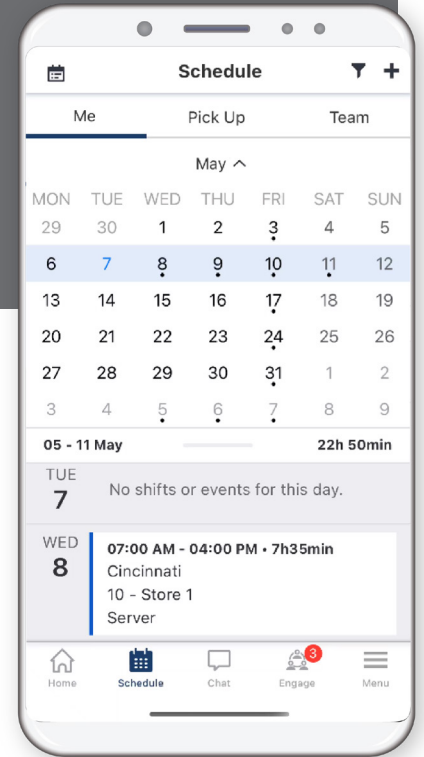 Schedule
Me Pick Up Team
May
MON TUE WED THU FRI SAT SUN
29 30 1 2 3 4 5
6 7 8 9 10 11 12
13 14 15 16 17 18 19
20 21 22 23 24 25 26
27 28 29 30 31 1 2
3 4 5 6 7 8 9
05 - 11 May 22h 50min
TUE
7
No shifts or events for this day.
WED
8
07:00 AM - 04:00 PM • 7h35min
Cincinnati
10 - Store 1
Server
3
Home Schedule Chat Engage Menu